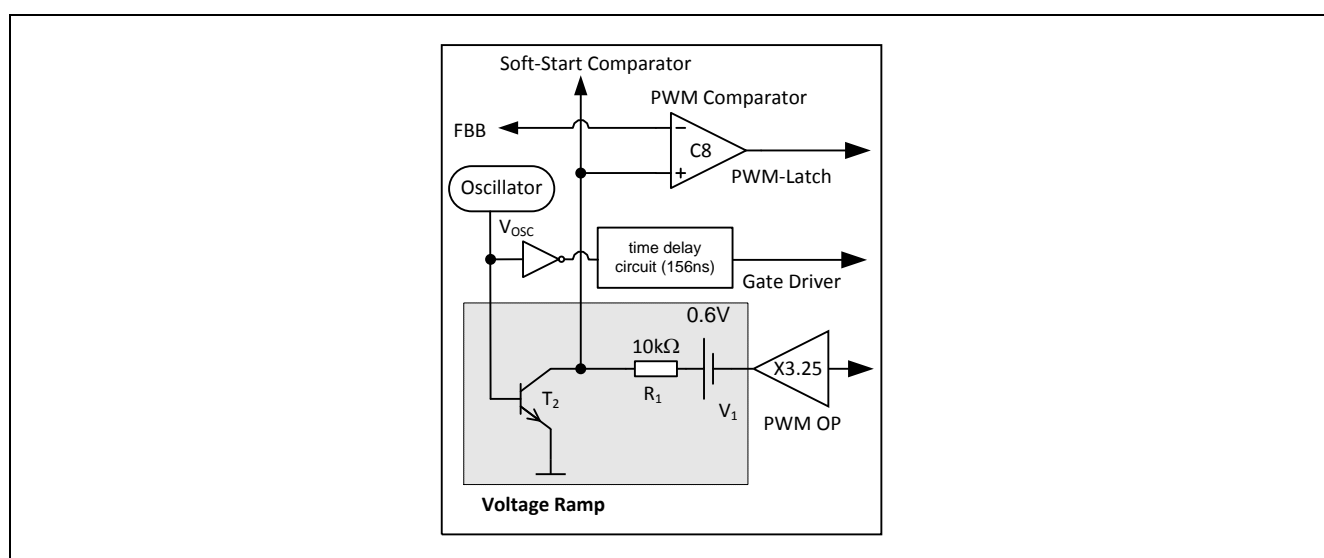 Soft-Start Comparator
PWM Comparator
FBB
−
C8
+
PWM-Latch
Oscillator
VOSC
time delay
circuit (156ns)
Gate Driver
0.6V
10kΩ
X3.25
T2
R1
V1
PWM OP
Voltage Ramp